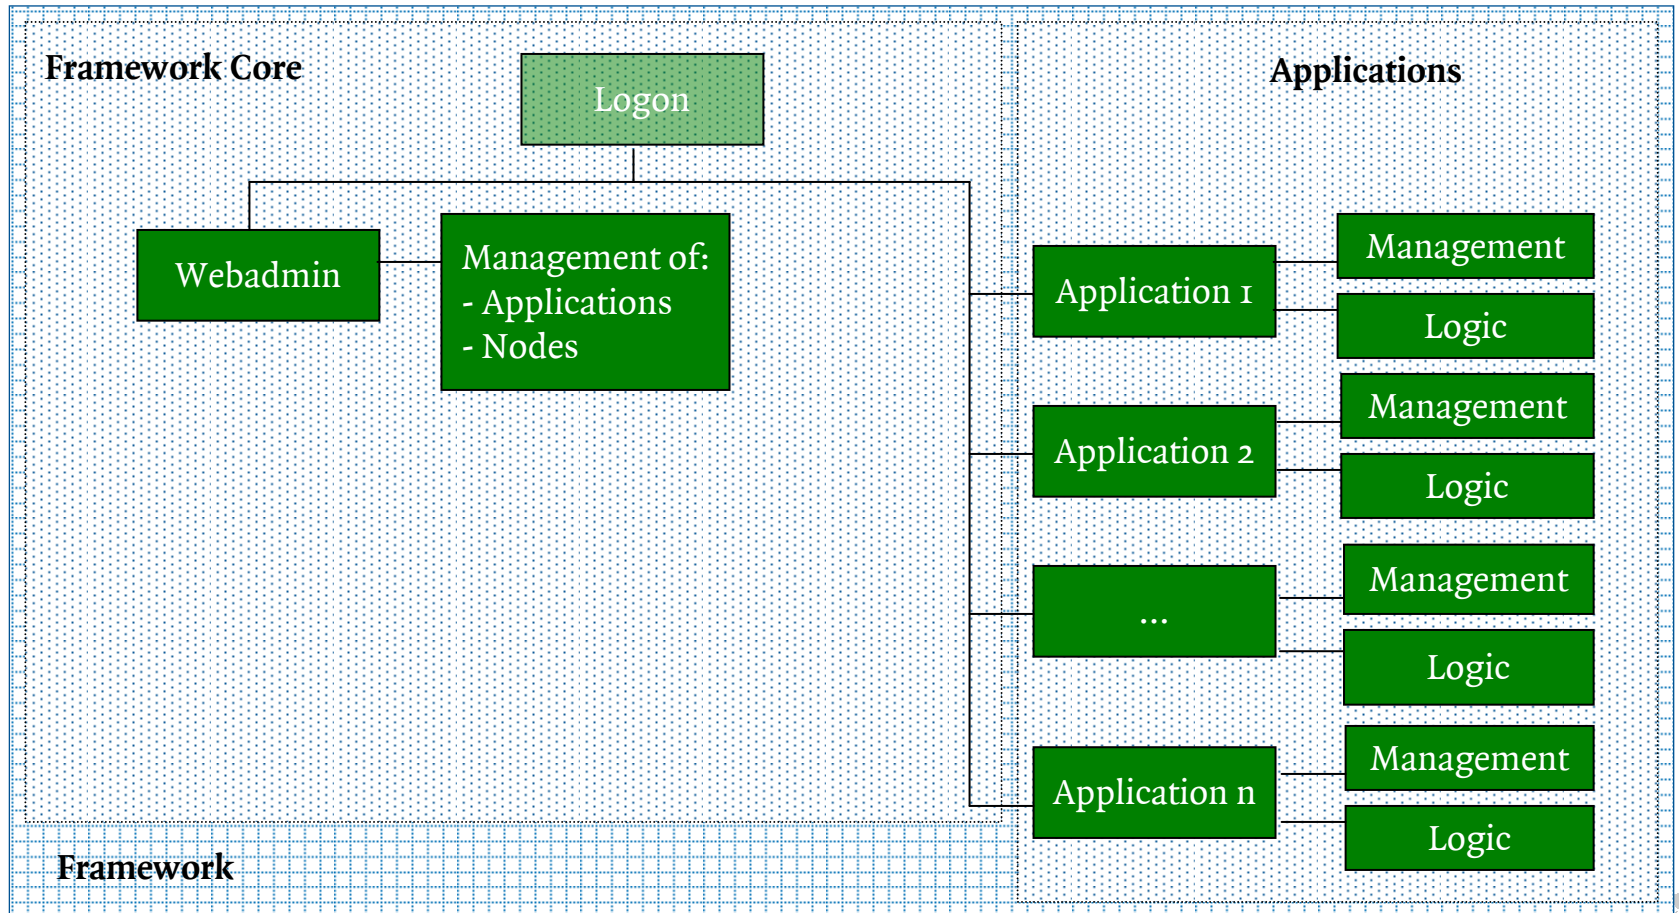 Framework Core
Logon
Webadmin
Management of:
- Applications
- Nodes
Applications
Application 1
Management
Logic
Application 2
Management
Logic
...
Management
Logic
Application n
Management
Logic
Framework